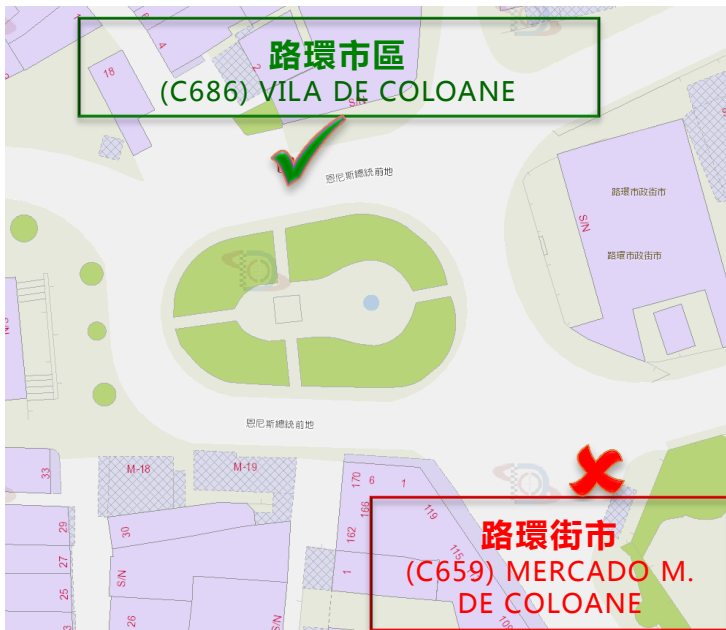 路環市區
(C686) VILA DE COLOANE
4
18
2
S/N
恩尼斯總統前地
S/N
路環市政街市
路環市政街市
恩尼斯總統前地
33
M-18
M-19
170
6
1
119
166
162
115
30
29
27
S/N
1
25
26
S/N
109
路環街市
(C659) MERCADO M.
DE COLOANE